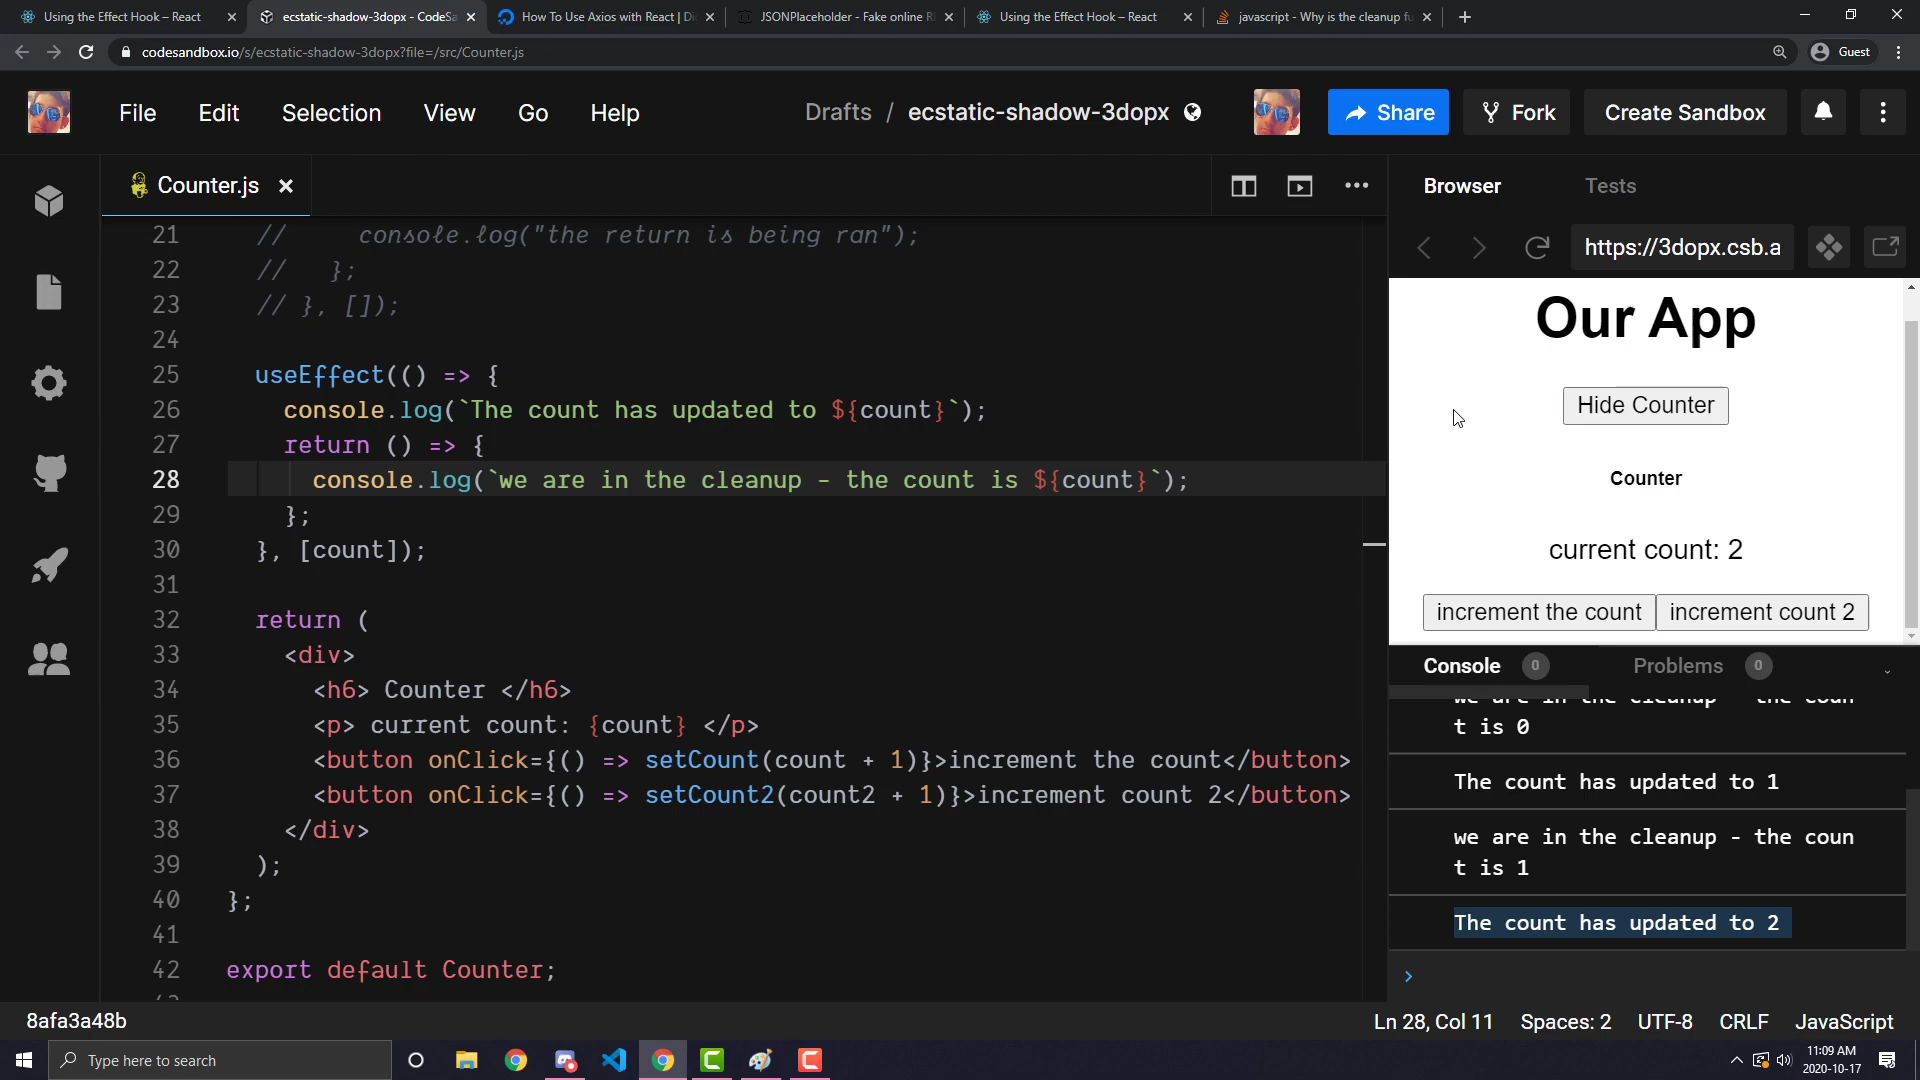 Using the Effect Hook – React
ecstatic-shadow-3dopx - CodeSa
How To Use Axios with React | Di
JSONPlaceholder - Fake online R
Using the Effect Hook – React
javascript - Why is the cleanup fu
codesandbox.io/s/ecstatic-shadow-3dopx?file=/src/Counter.js
Guest
File Edit Selection View Go Help
Drafts / ecstatic-shadow-3dopx
Share
Fork
Create Sandbox
Counter.js
Browser
Tests
https://3dopx.csb.a
21 //     console.log("the return is being ran");
22 //   };
23 // }, []);
24
25 useEffect(() => {
26 console.log(`The count has updated to ${count}`);
27 return () => {
28 console.log(`we are in the cleanup - the count is ${count}`);
29 };
30 }, [count]);
31
32 return (
33 <div>
34 <h6> Counter </h6>
35 <p> current count: {count} </p>
36 <button onClick={() => setCount(count + 1)}>increment the count</button>
37 <button onClick={() => setCount2(count2 + 1)}>increment count 2</button>
38 </div>
39 );
40 };
41
42 export default Counter;
Our App
Hide Counter
Counter
current count: 2
increment the count
increment count 2
Console 0
Problems 0
we are in the cleanup - the coun
t is 0
The count has updated to 1
we are in the cleanup - the coun
t is 1
The count has updated to 2
8afa3a48b
Ln 28, Col 11
Spaces: 2
UTF-8
CRLF
JavaScript
Type here to search
11:09 AM
2020-10-17